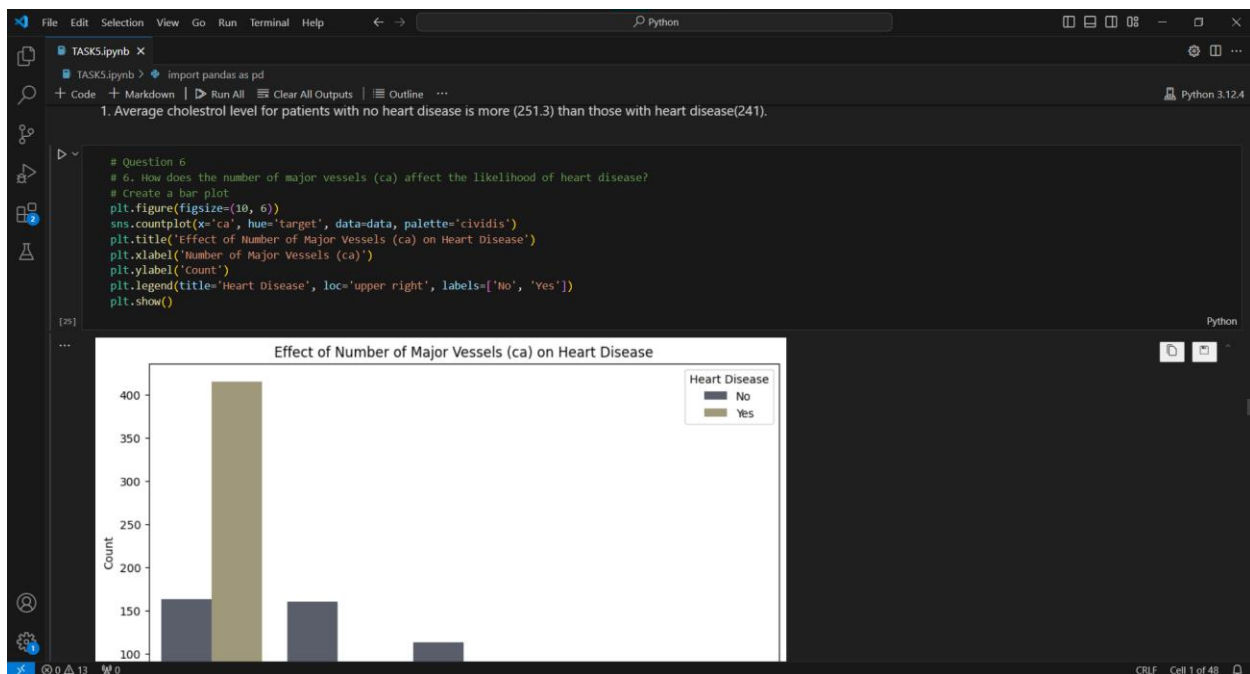 File Edit Selection View Go Run Terminal Help
Python
TASK5.ipynb
TASK5.ipynb > import pandas as pd
+ Code + Markdown | Run All Clear All Outputs | Outline ...
Python 3.12.4
1. Average cholestrol level for patients with no heart disease is more (251.3) than those with heart disease(241).
# Question 6
# 6. How does the number of major vessels (ca) affect the likelihood of heart disease?
# Create a bar plot
plt.figure(figsize=(10, 6))
sns.countplot(x='ca', hue='target', data=data, palette='cividis')
plt.title('Effect of Number of Major Vessels (ca) on Heart Disease')
plt.xlabel('Number of Major Vessels (ca)')
plt.ylabel('Count')
plt.legend(title='Heart Disease', loc='upper right', labels=['No', 'Yes'])
plt.show()
[25]
Python
Effect of Number of Major Vessels (ca) on Heart Disease
Heart Disease
No
Yes
400
350
300
250
200
150
100
Count
2
1
0 13 0
CRLF Cell 1 of 48